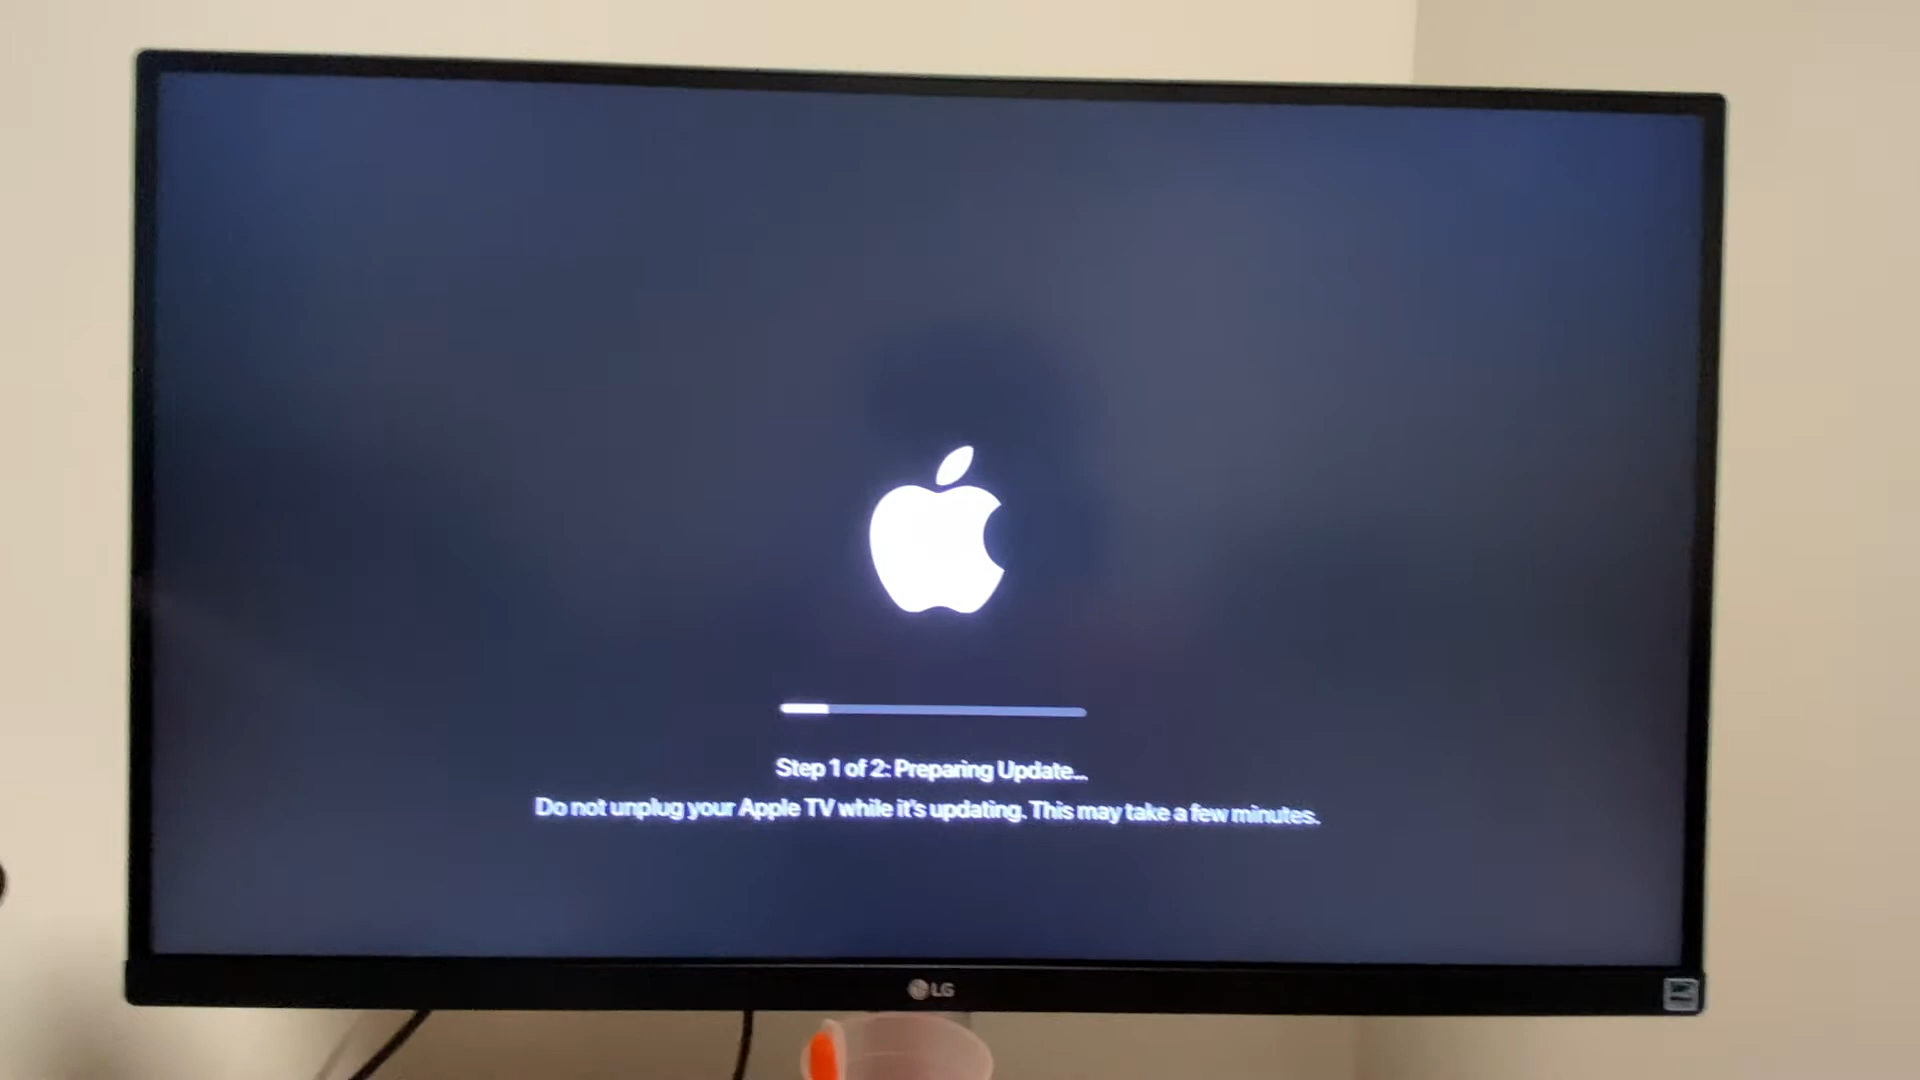 Step 1 of 2: Preparing Update...
Do not unplug your Apple TV while it's updating. This may take a few minutes.
LG